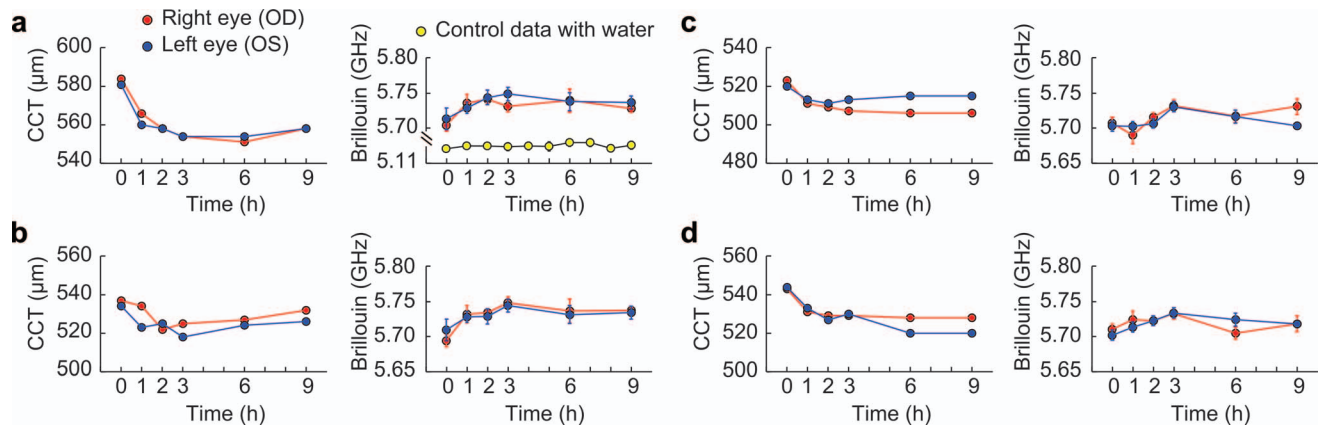 a
Right eye (OD)
Left eye (OS)
Control data with water
CCT (µm)
600
580
560
540
0 1 2 3 6 9
Time (h)
Brillouin (GHz)
5.80
5.75
5.70
5.11
0 1 2 3 6 9
Time (h)
c
CCT (µm)
540
520
500
480
0 1 2 3 6 9
Time (h)
Brillouin (GHz)
5.80
5.75
5.70
5.65
0 1 2 3 6 9
Time (h)
b
CCT (µm)
560
540
520
500
0 1 2 3 6 9
Time (h)
Brillouin (GHz)
5.80
5.75
5.70
5.65
0 1 2 3 6 9
Time (h)
d
CCT (µm)
560
540
520
500
0 1 2 3 6 9
Time (h)
Brillouin (GHz)
5.80
5.75
5.70
5.65
0 1 2 3 6 9
Time (h)